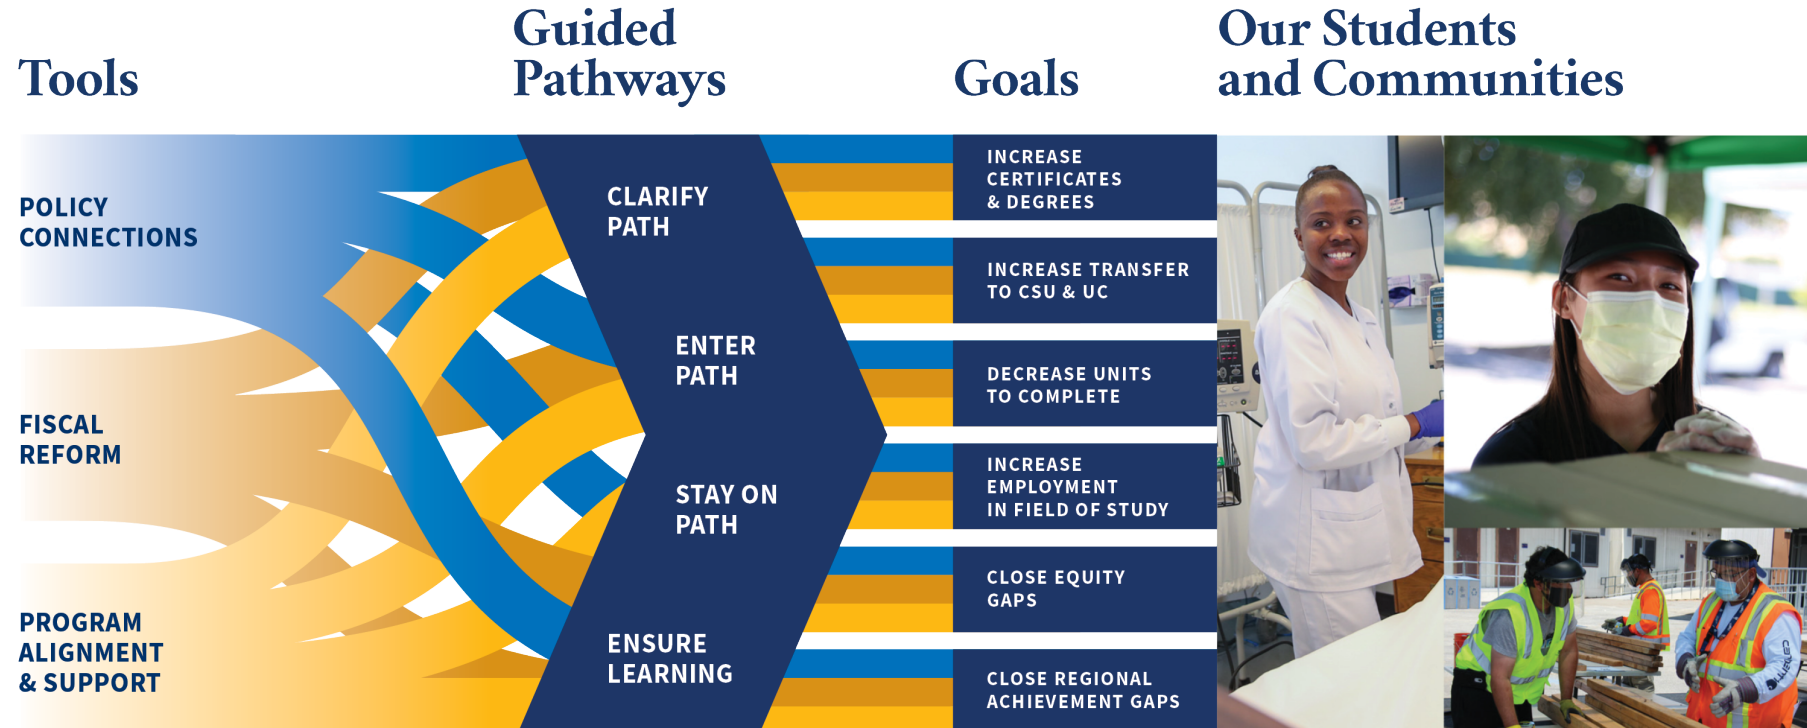 Tools
Guided
Pathways
Goals
Our Students
and Communities
POLICY
CONNECTIONS
FISCAL
REFORM
PROGRAM
ALIGNMENT
& SUPPORT
CLARIFY
PATH
ENTER
PATH
STAY ON
PATH
ENSURE
LEARNING
INCREASE
CERTIFICATES
& DEGREES
INCREASE TRANSFER
TO CSU & UC
DECREASE UNITS
TO COMPLETE
INCREASE
EMPLOYMENT
IN FIELD OF STUDY
CLOSE EQUITY
GAPS
CLOSE REGIONAL
ACHIEVEMENT GAPS